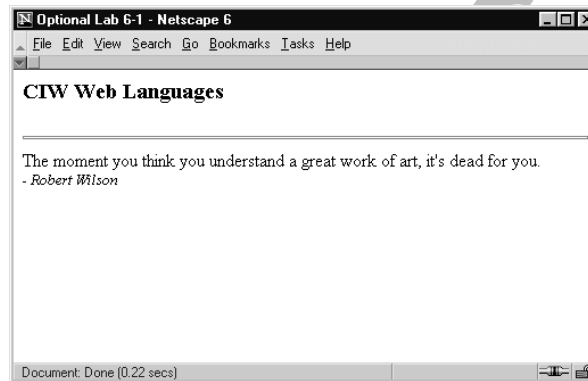 Optional Lab 6-1 - Netscape 6
File Edit View Search Go Bookmarks Tasks Help
CIW Web Languages
The moment you think you understand a great work of art, it's dead for you.
- Robert Wilson
Document: Done (0.22 secs)